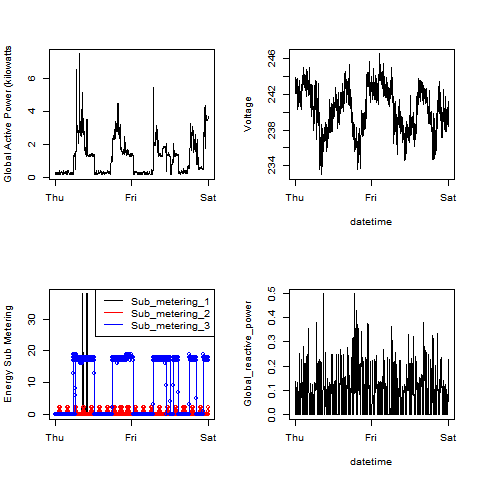 Global Active Power (kilowatts
6
4
2
0
Thu Fri Sat
Voltage
246
242
238
234
Thu Fri Sat
datetime
Energy Sub Metering
30
20
10
0
Sub_metering_1
Sub_metering_2
Sub_metering_3
Thu Fri Sat
Global_reactive_power
0.5
0.4
0.3
0.2
0.1
0.0
Thu Fri Sat
datetime